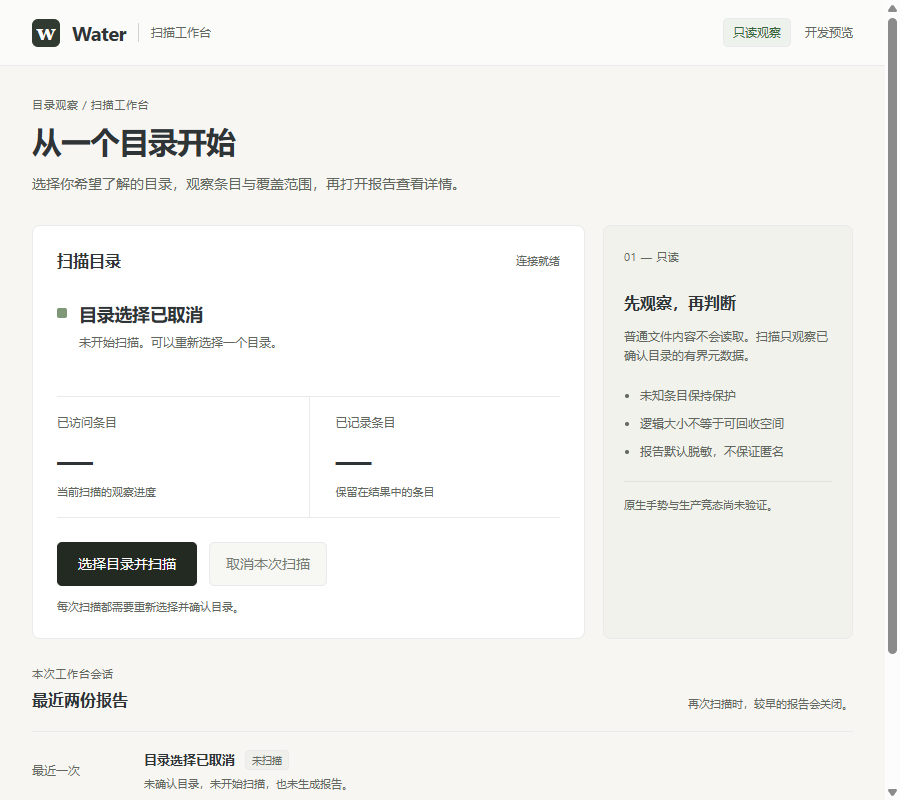 W Water 扫描工作台 只读观察 开发预览
目录观察 / 扫描工作台
从一个目录开始
选择你希望了解的目录，观察条目与覆盖范围，再打开报告查看详情。
扫描目录 连接就绪
目录选择已取消
未开始扫描。可以重新选择一个目录。
已访问条目
—
当前扫描的观察进度
已记录条目
—
保留在结果中的条目
选择目录并扫描 取消本次扫描
每次扫描都需要重新选择并确认目录。
01 — 只读
先观察，再判断
普通文件内容不会读取。扫描只观察已
确认目录的有界元数据。
• 未知条目保持保护
• 逻辑大小不等于可回收空间
• 报告默认脱敏，不保证匿名
原生手势与生产竞态尚未验证。
本次工作台会话
最近两份报告 再次扫描时，较早的报告会关闭。
最近一次 目录选择已取消 未扫描
未确认目录，未开始扫描，也未生成报告。